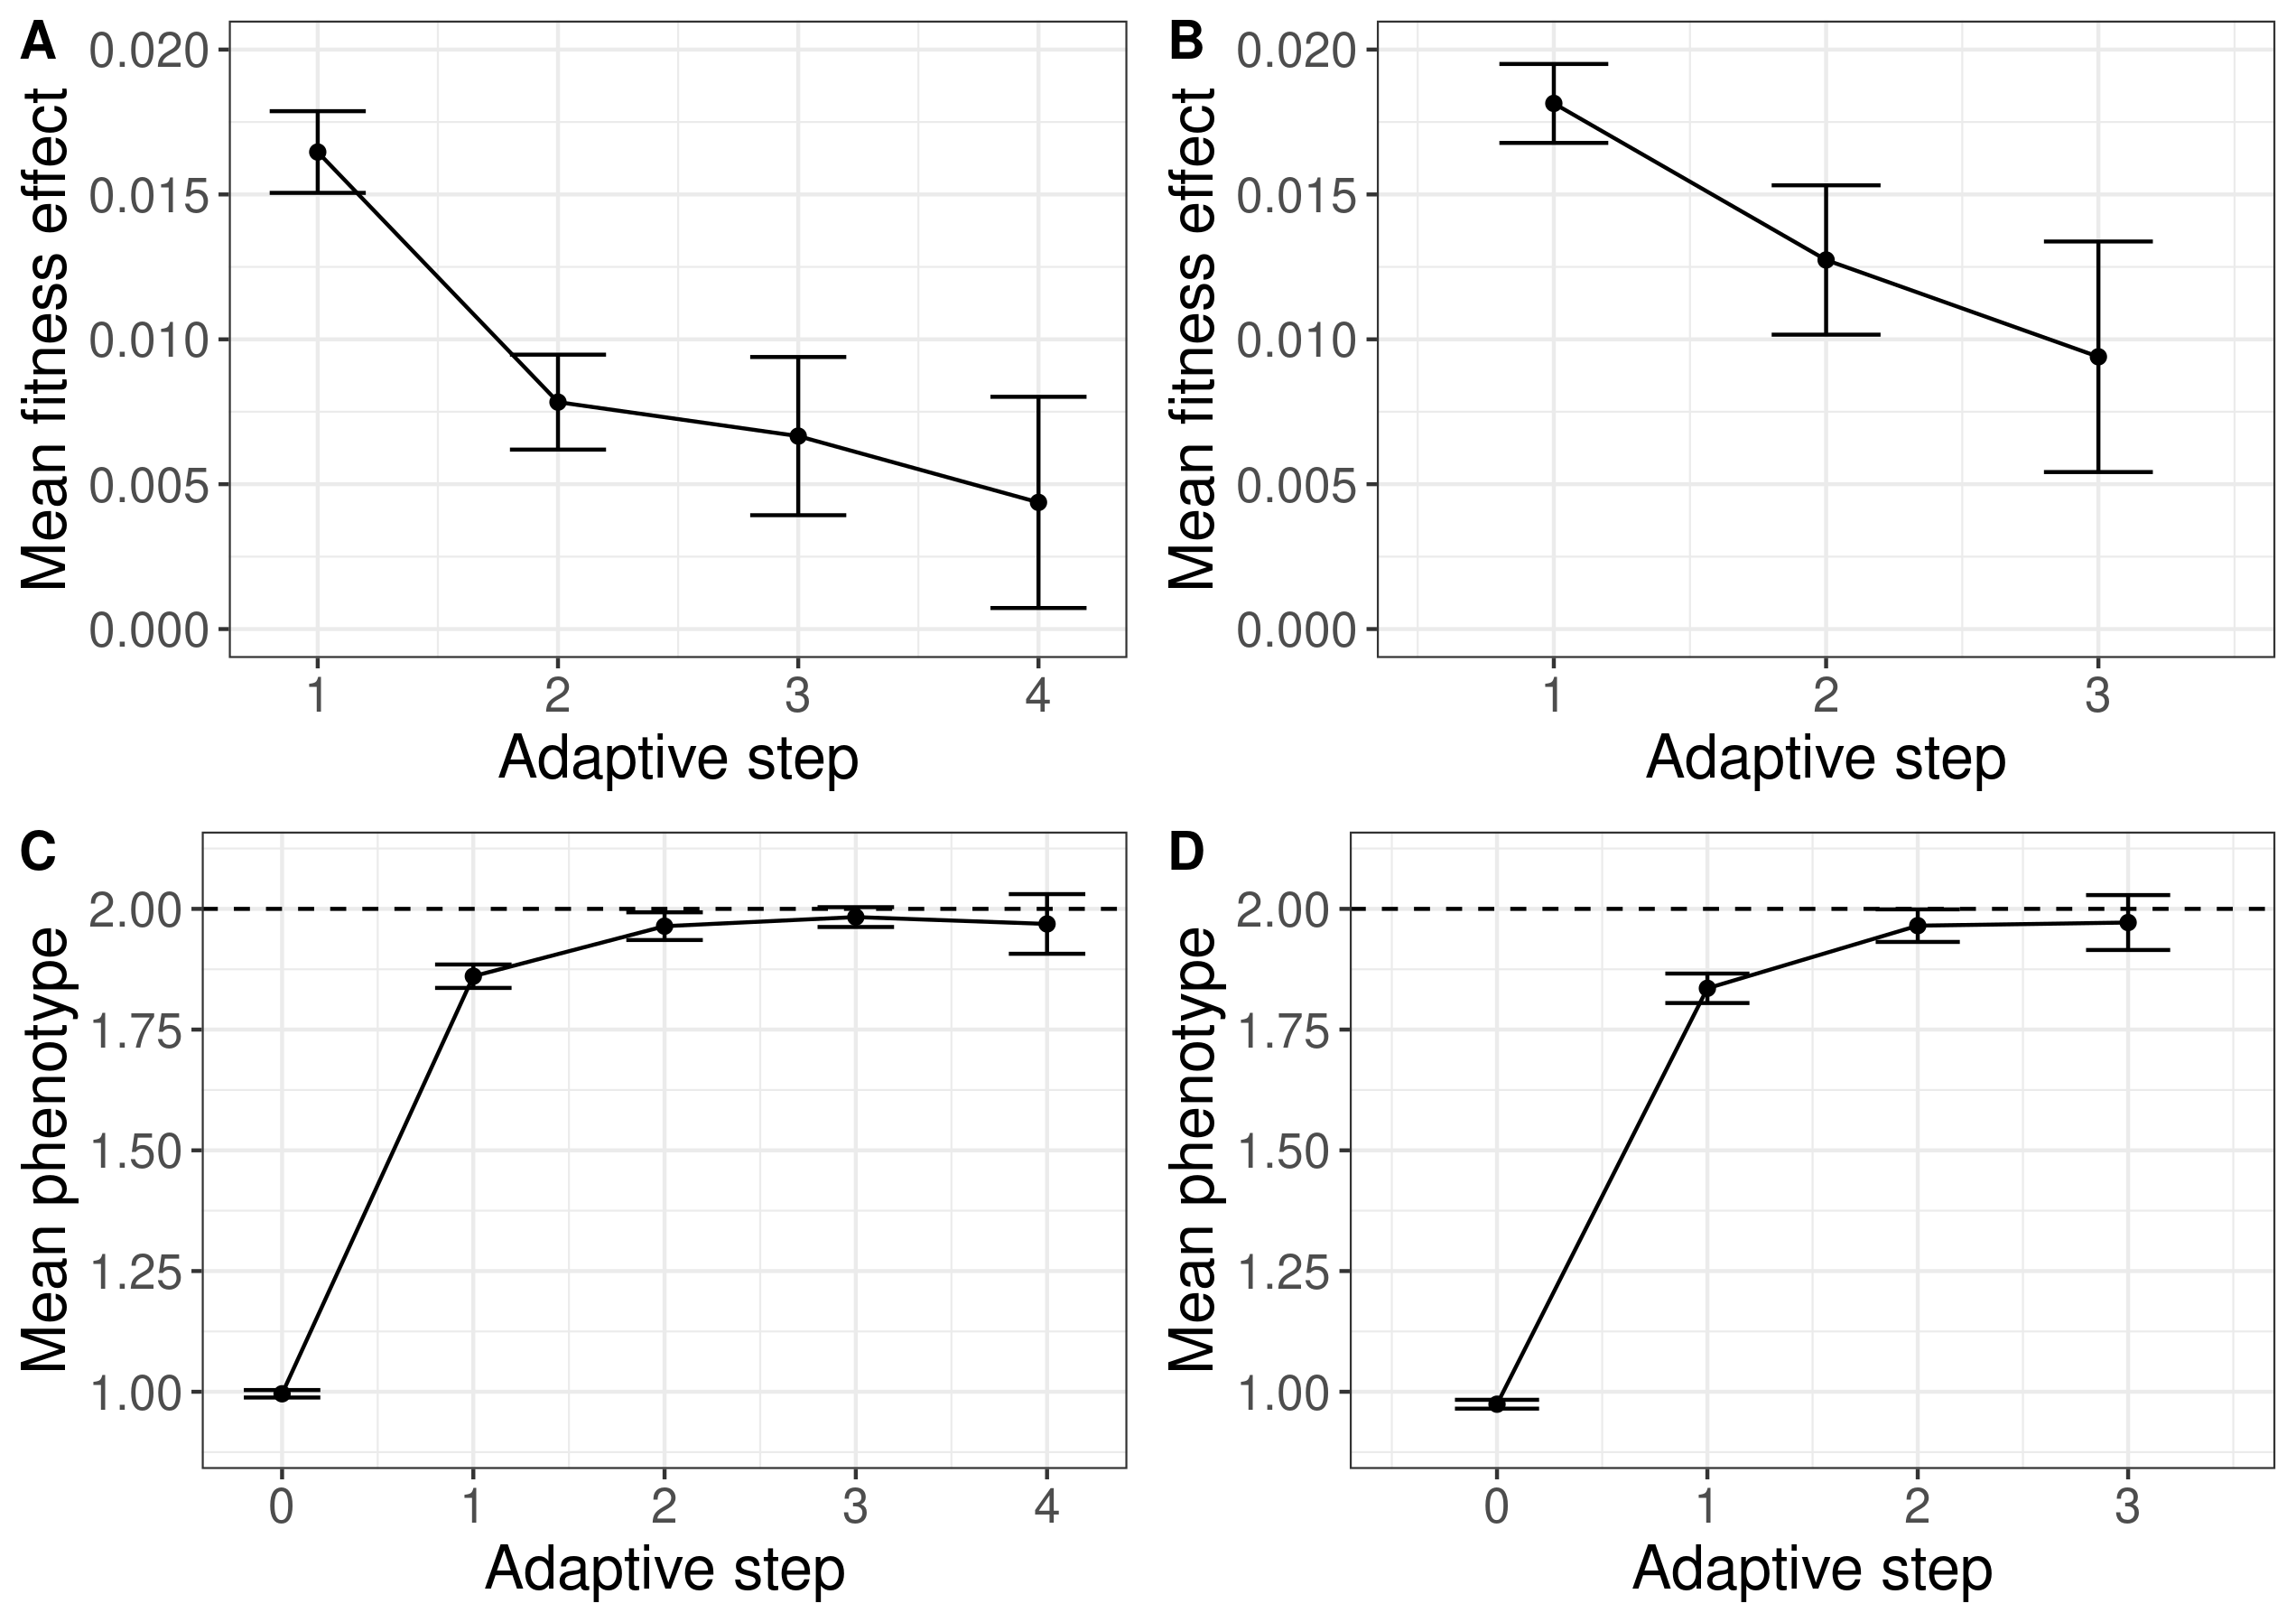 A
Mean fitness effect
0.020
0.015
0.010
0.005
0.000
1 2 3 4
Adaptive step
B
Mean fitness effect
0.020
0.015
0.010
0.005
0.000
1 2 3
Adaptive step
C
Mean phenotype
2.00
1.75
1.50
1.25
1.00
0 1 2 3 4
Adaptive step
D
Mean phenotype
2.00
1.75
1.50
1.25
1.00
0 1 2 3
Adaptive step